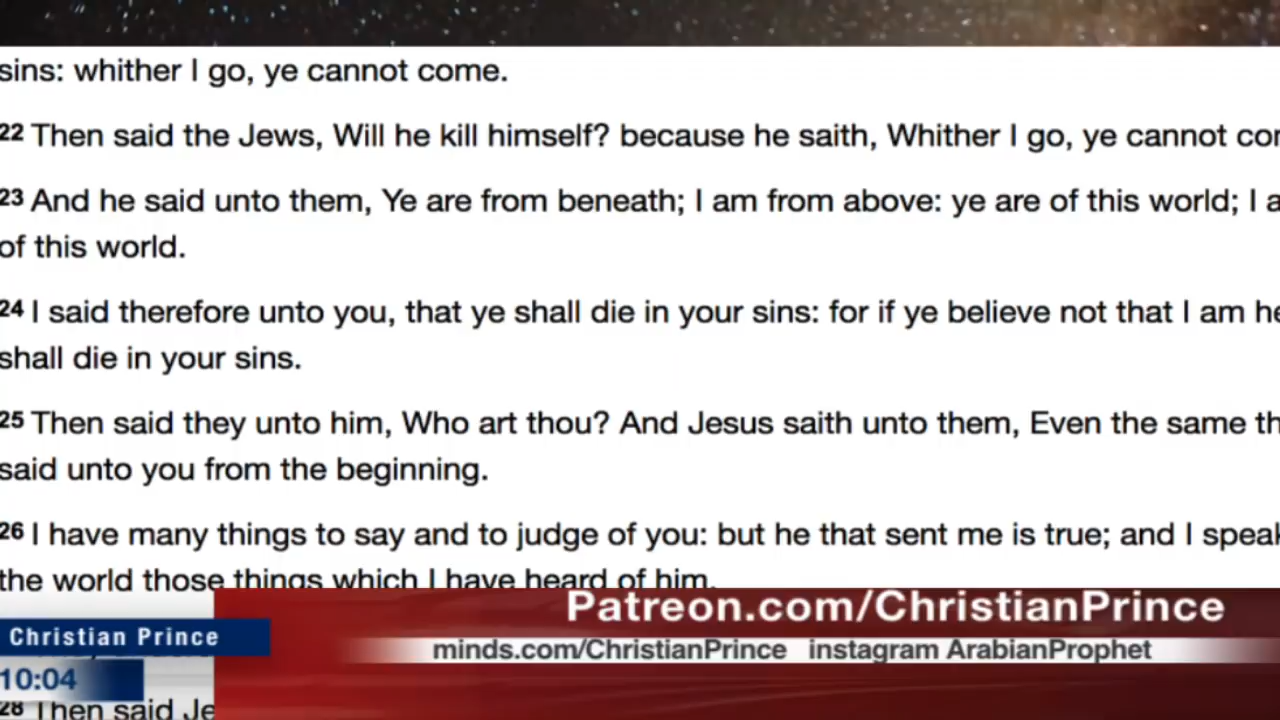 sins: whither I go, ye cannot come.
22 Then said the Jews, Will he kill himself? because he saith, Whither I go, ye cannot
23 And he said unto them, Ye are from beneath; I am from above: ye are of this world; I
of this world.
24 I said therefore unto you, that ye shall die in your sins: for if ye believe not that I am
shall die in your sins.
25 Then said they unto him, Who art thou? And Jesus saith unto them, Even the same
said unto you from the beginning.
26 I have many things to say and to judge of you: but he that sent me is true; and I
the world those things which I have heard of him.
Patreon.com/ChristianPrince
Christian Prince
minds.com/ChristianPrince instagram ArabianProphet
10:04
28 Then said